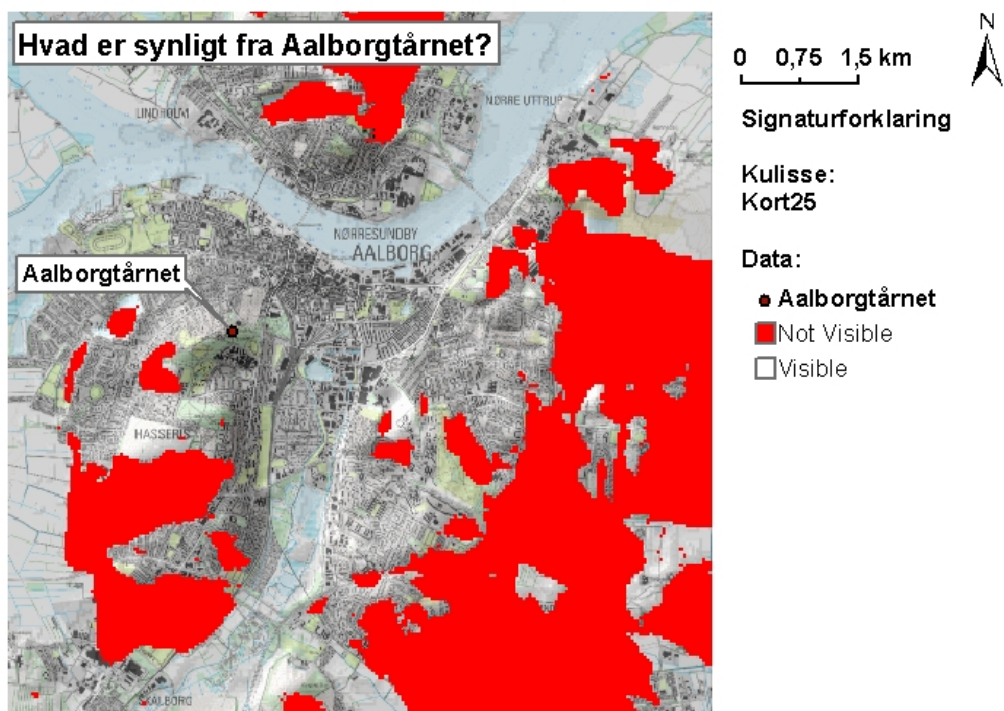 Hvad er synligt fra Aalborgtårnet?
LINDHOLM
NØRRE UTTRUP
NØRRESUNDBY
AALBORG
Aalborgtårnet
HASSERIS
SKALBORG
N
0 0,75 1,5 km
Signaturforklaring
Kulisse:
Kort25
Data:
Aalborgtårnet
Not Visible
Visible